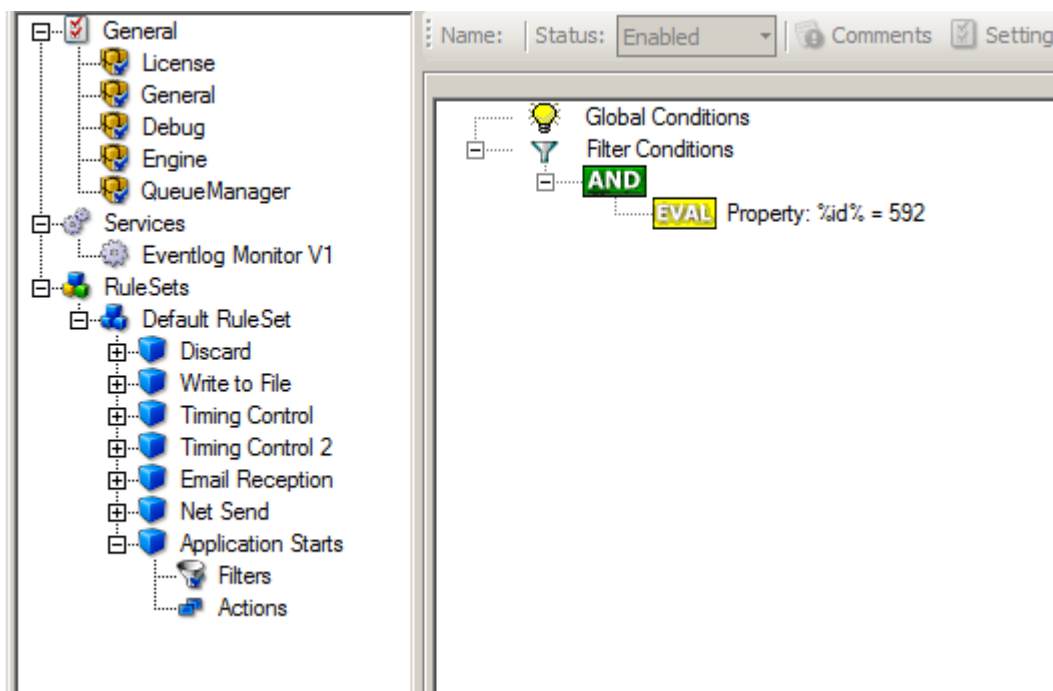 General
License
General
Debug
Engine
QueueManager
Services
Eventlog Monitor V1
RuleSets
Default RuleSet
Discard
Write to File
Timing Control
Timing Control 2
Email Reception
Net Send
Application Starts
Filters
Actions
Name: Status: Enabled Comments Setting
Global Conditions
Filter Conditions
AND
EVAL Property: %id% = 592